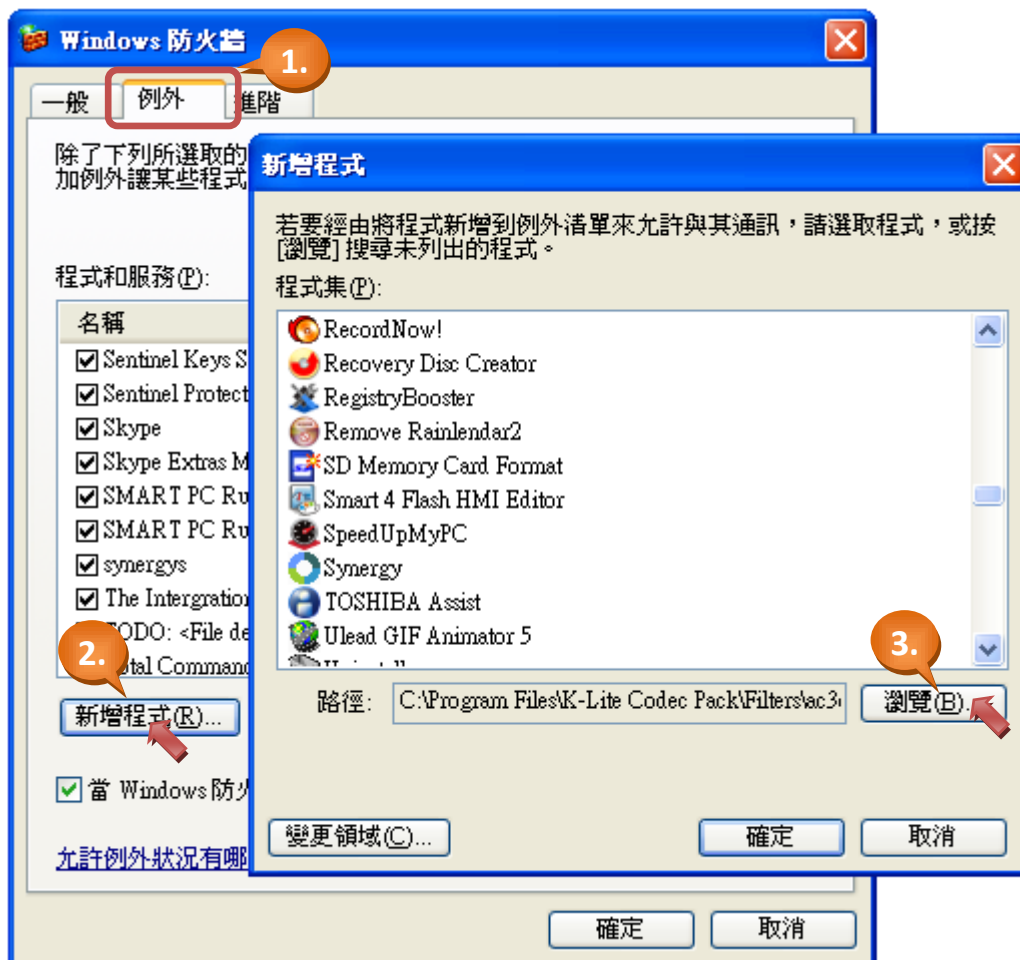 Windows 防火牆
1.
一般
例外
進階
除了下列所選取的
加例外讓某些程式
程式和服務(P):
名稱
Sentinel Keys S
Sentinel Protect
Skype
Skype Extras M
SMART PC Ru
SMART PC Ru
synergys
The Intergration
TODO: <File de
tal Command
2.
新增程式(R)...
當 Windows 防火
允許例外狀況有哪
確定
取消
新增程式
若要經由將程式新增到例外清單來允許與其通訊，請選取程式，或按
[瀏覽] 搜尋未列出的程式。
程式集(P):
RecordNow!
Recovery Disc Creator
RegistryBooster
Remove Rainlendar2
SD Memory Card Format
Smart 4 Flash HMI Editor
SpeedUpMyPC
Synergy
TOSHIBA Assist
Ulead GIF Animator 5
3.
路徑:
C:\Program Files\K-Lite Codec Pack\Filters\ac3
瀏覽(B)...
變更領域(C)...
確定
取消